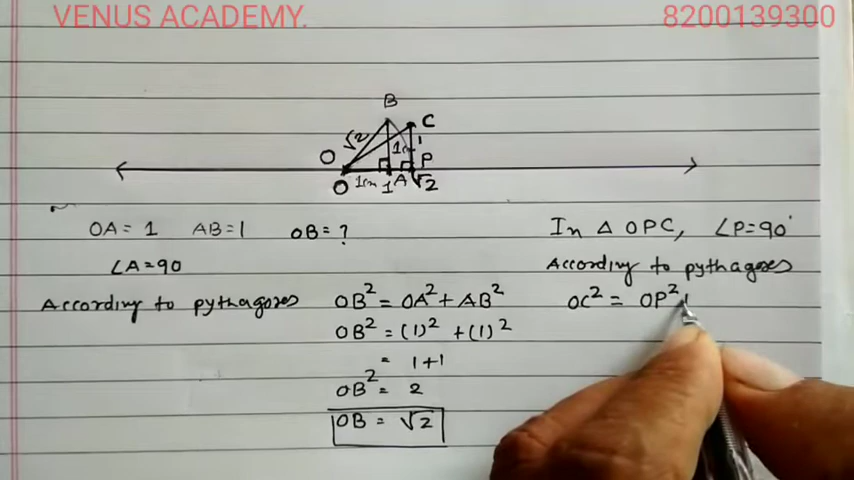 VENUS ACADEMY.
8200139300
B
C
√2
1
1cm
O
P
O 1cm 1 A √2
OA = 1 AB = 1 OB = ?
∠A = 90
According to pythagores
OB² = OA² + AB²
OB² = (1)² + (1)²
= 1 + 1
OB² = 2
OB = √2
In △ OPC, ∠P = 90°
According to pythagores
OC² = OP²